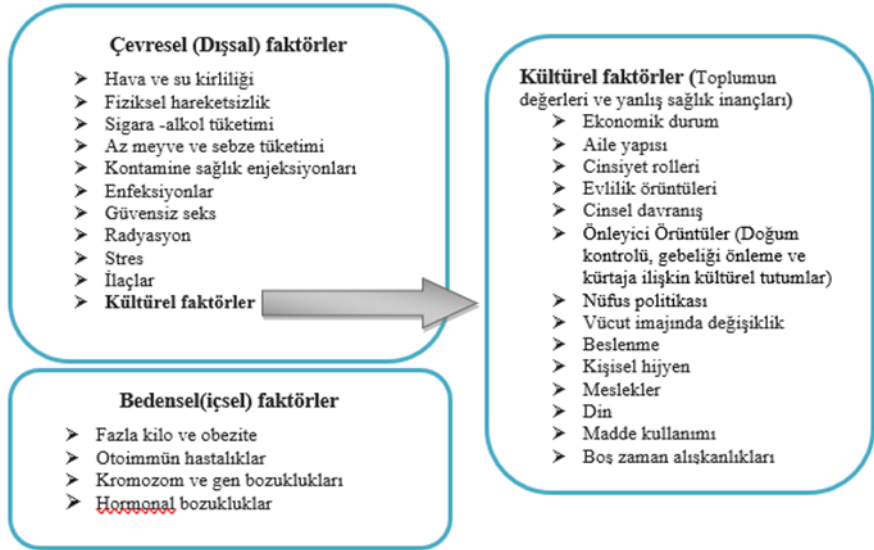 Çevresel (Dışsal) faktörler
➤ Hava ve su kirliliği
➤ Fiziksel hareketsizlik
➤ Sigara -alkol tüketimi
➤ Az meyve ve sebze tüketimi
➤ Kontamine sağlık enjeksiyonları
➤ Enfeksiyonlar
➤ Güvensiz seks
➤ Radyasyon
➤ Stres
➤ İlaçlar
➤ Kültürel faktörler
Bedensel(içsel) faktörler
➤ Fazla kilo ve obezite
➤ Otoimmün hastalıklar
➤ Kromozom ve gen bozuklukları
➤ Hormonal bozukluklar
Kültürel faktörler (Toplumun
değerleri ve yanlış sağlık inançları)
➤ Ekonomik durum
➤ Aile yapısı
➤ Cinsiyet rolleri
➤ Evlilik örüntüleri
➤ Cinsel davranış
➤ Önleyici Örüntüler (Doğum
kontrolü, gebeliği önleme ve
kürtaja ilişkin kültürel tutumlar)
➤ Nüfus politikası
➤ Vücut imajında değişiklik
➤ Beslenme
➤ Kişisel hijyen
➤ Meslekler
➤ Din
➤ Madde kullanımı
➤ Boş zaman alışkanlıkları